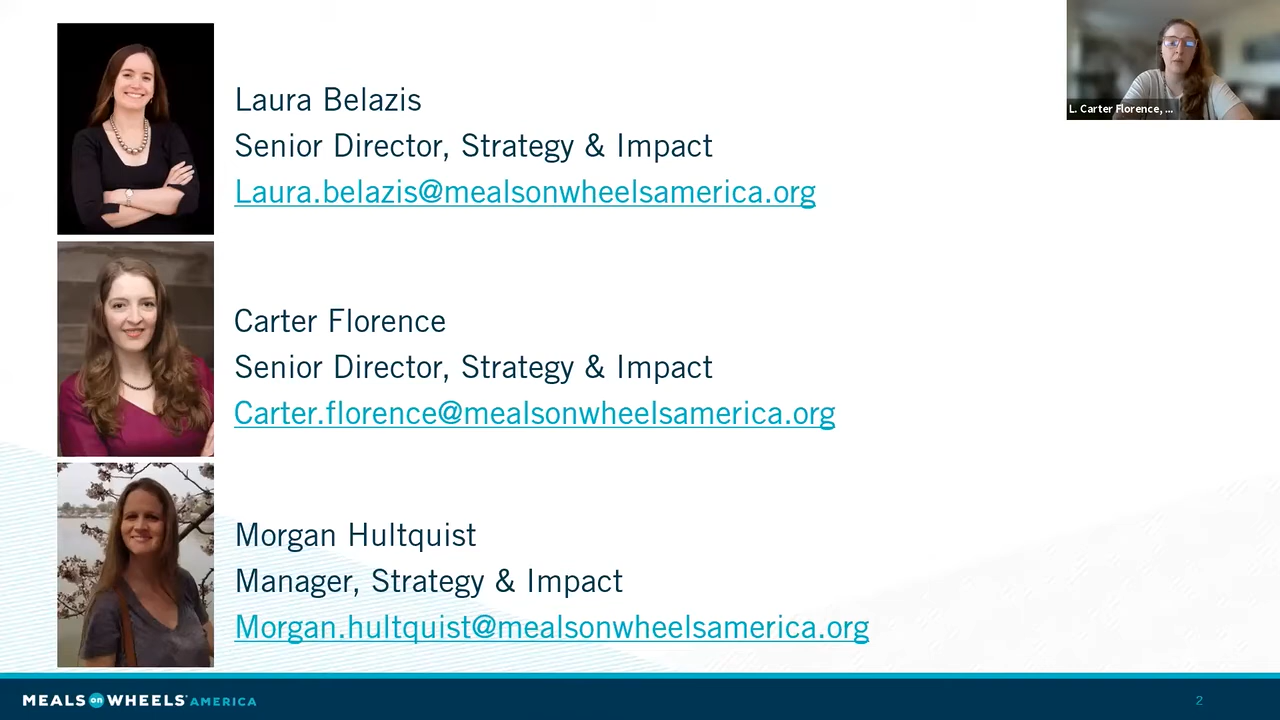 Laura Belazis
Senior Director, Strategy & Impact
Laura.belazis@mealsonwheelsamerica.org
L. Carter Florence, ...
Carter Florence
Senior Director, Strategy & Impact
Carter.florence@mealsonwheelsamerica.org
Morgan Hultquist
Manager, Strategy & Impact
Morgan.hultquist@mealsonwheelsamerica.org
MEALS on WHEELS AMERICA
2